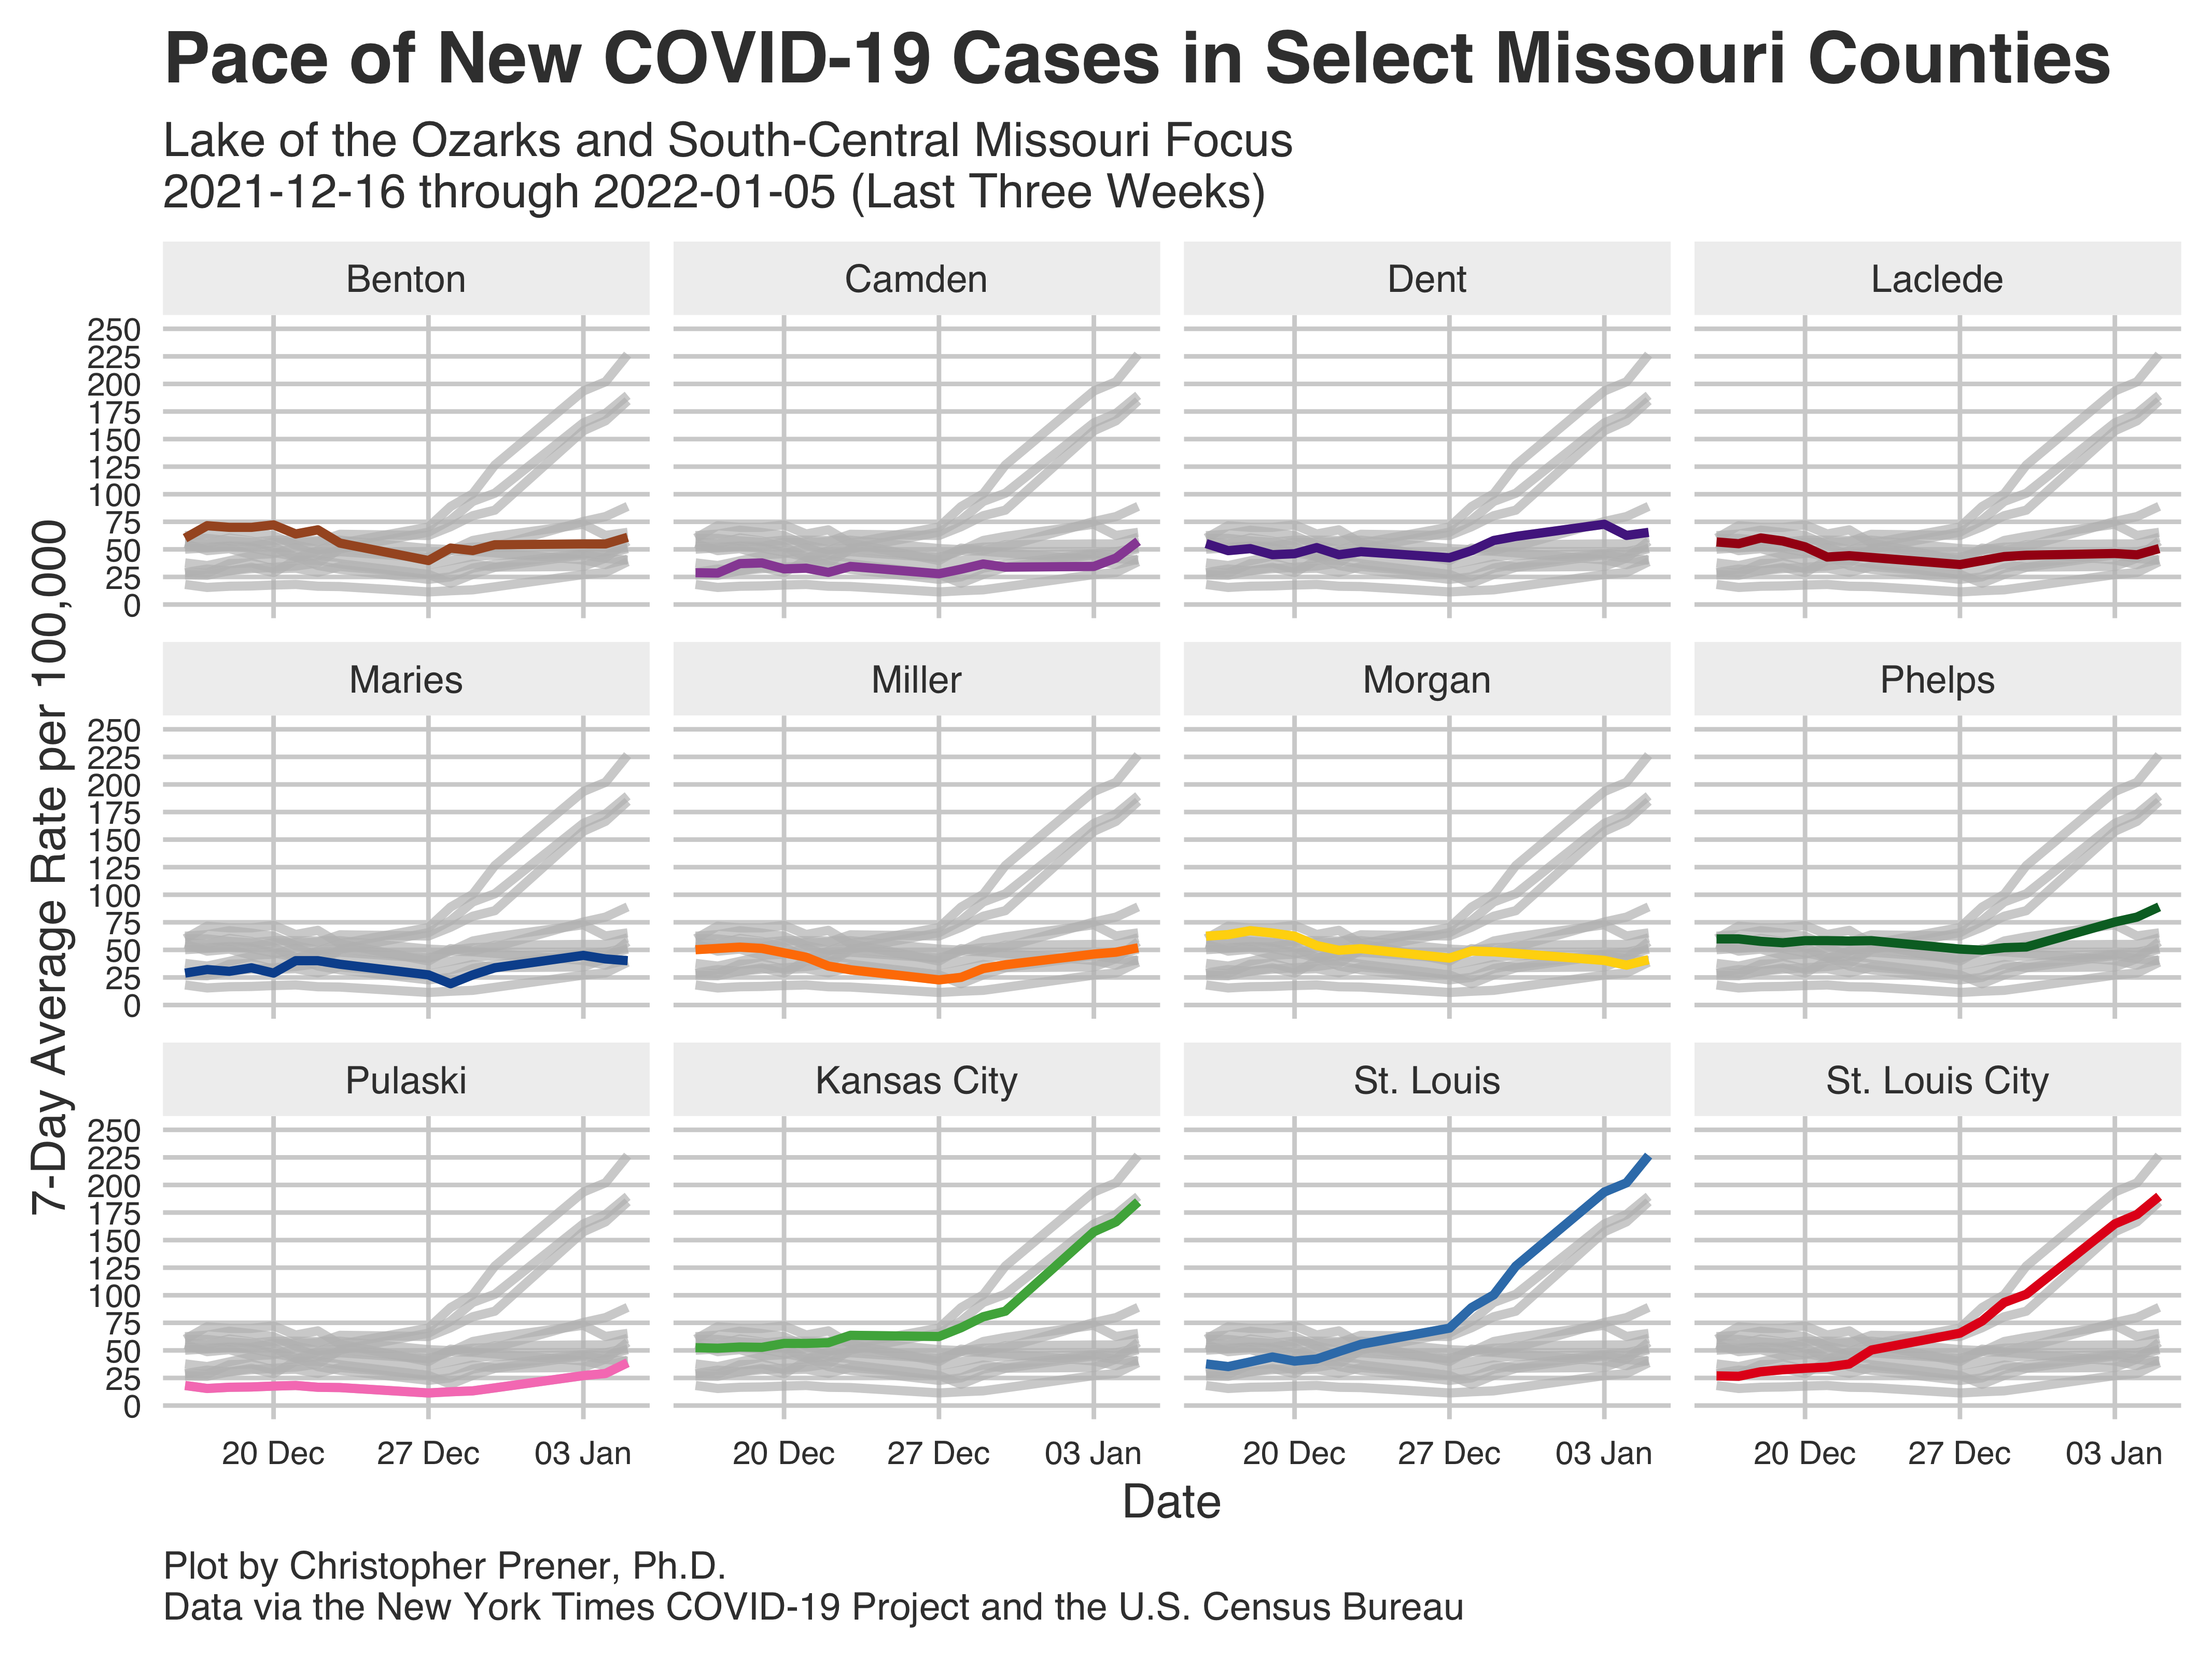 Pace of New COVID-19 Cases in Select Missouri Counties
Lake of the Ozarks and South-Central Missouri Focus
2021-12-16 through 2022-01-05 (Last Three Weeks)
7-Day Average Rate per 100,000
Benton
Camden
Dent
Laclede
250
225
200
175
150
125
100
75
50
25
0
Maries
Miller
Morgan
Phelps
250
225
200
175
150
125
100
75
50
25
0
Pulaski
Kansas City
St. Louis
St. Louis City
250
225
200
175
150
125
100
75
50
25
0
20 Dec 27 Dec 03 Jan
20 Dec 27 Dec 03 Jan
20 Dec 27 Dec 03 Jan
20 Dec 27 Dec 03 Jan
Date
Plot by Christopher Prener, Ph.D.
Data via the New York Times COVID-19 Project and the U.S. Census Bureau